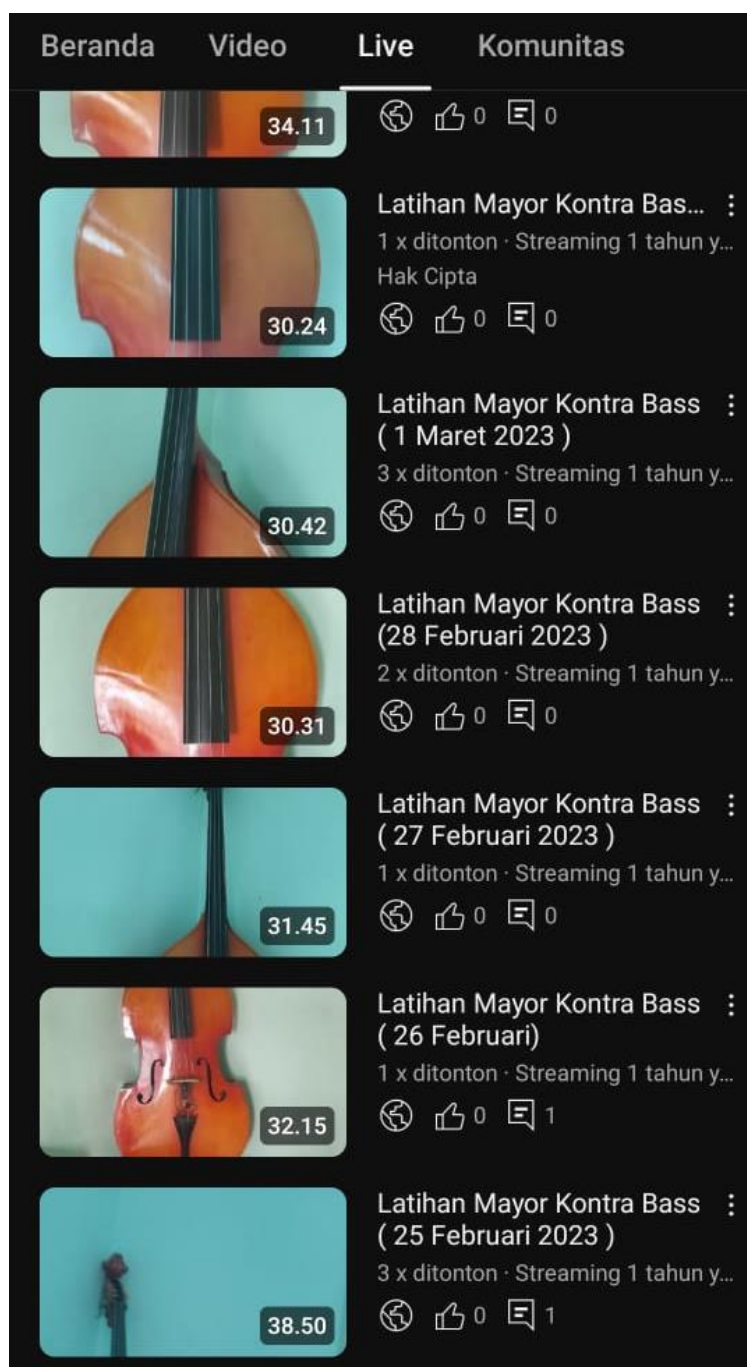 Beranda Video Live Komunitas
34.11
0 0
Latihan Mayor Kontra Bas...
1 x ditonton · Streaming 1 tahun y...
Hak Cipta
30.24
0 0
Latihan Mayor Kontra Bass
( 1 Maret 2023 )
3 x ditonton · Streaming 1 tahun y...
30.42
0 0
Latihan Mayor Kontra Bass
(28 Februari 2023 )
2 x ditonton · Streaming 1 tahun y...
30.31
0 0
Latihan Mayor Kontra Bass
( 27 Februari 2023 )
1 x ditonton · Streaming 1 tahun y...
31.45
0 0
Latihan Mayor Kontra Bass
( 26 Februari)
1 x ditonton · Streaming 1 tahun y...
32.15
0 1
Latihan Mayor Kontra Bass
( 25 Februari 2023 )
3 x ditonton · Streaming 1 tahun y...
38.50
0 1